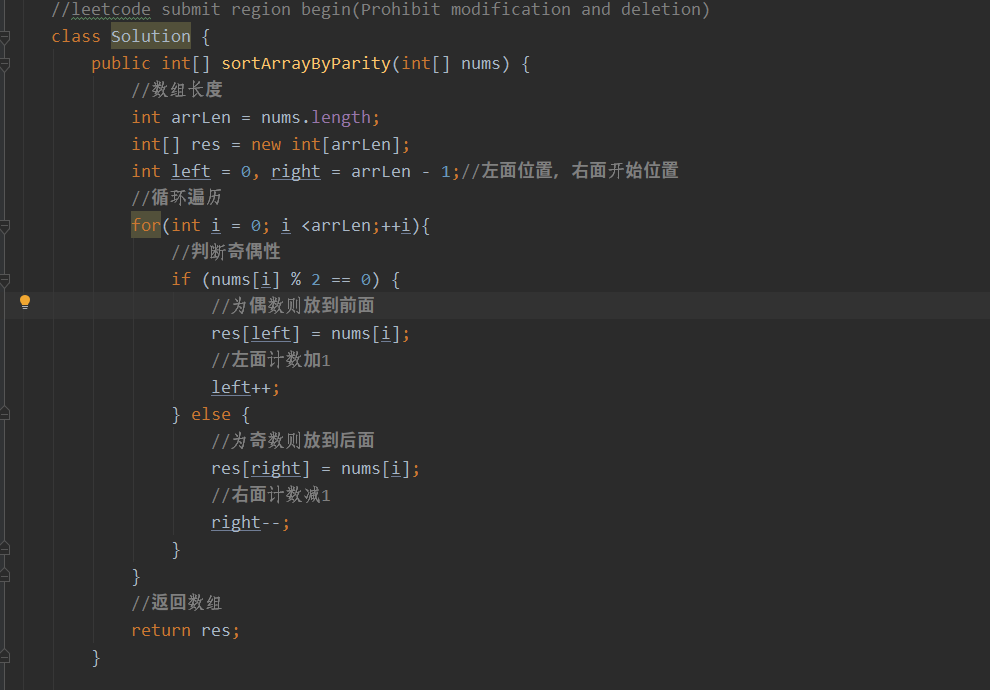 //leetcode submit region begin(Prohibit modification and deletion)
class Solution {
public int[] sortArrayByParity(int[] nums) {
//数组长度
int arrLen = nums.length;
int[] res = new int[arrLen];
int left = 0, right = arrLen - 1;//左面位置，右面开始位置
//循环遍历
for(int i = 0; i <arrLen;++i){
//判断奇偶性
if (nums[i] % 2 == 0) {
//为偶数则放到前面
res[left] = nums[i];
//左面计数加1
left++;
} else {
//为奇数则放到后面
res[right] = nums[i];
//右面计数减1
right--;
}
}
//返回数组
return res;
}